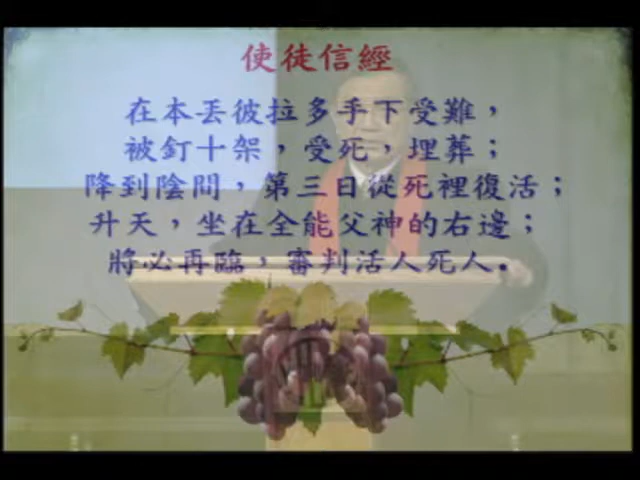 使徒信經
在本丟彼拉多手下受難，
被釘十架，受死，埋葬；
降到陰間，第三日從死裡復活；
升天，坐在全能父神的右邊；
將必再臨，審判活人死人。